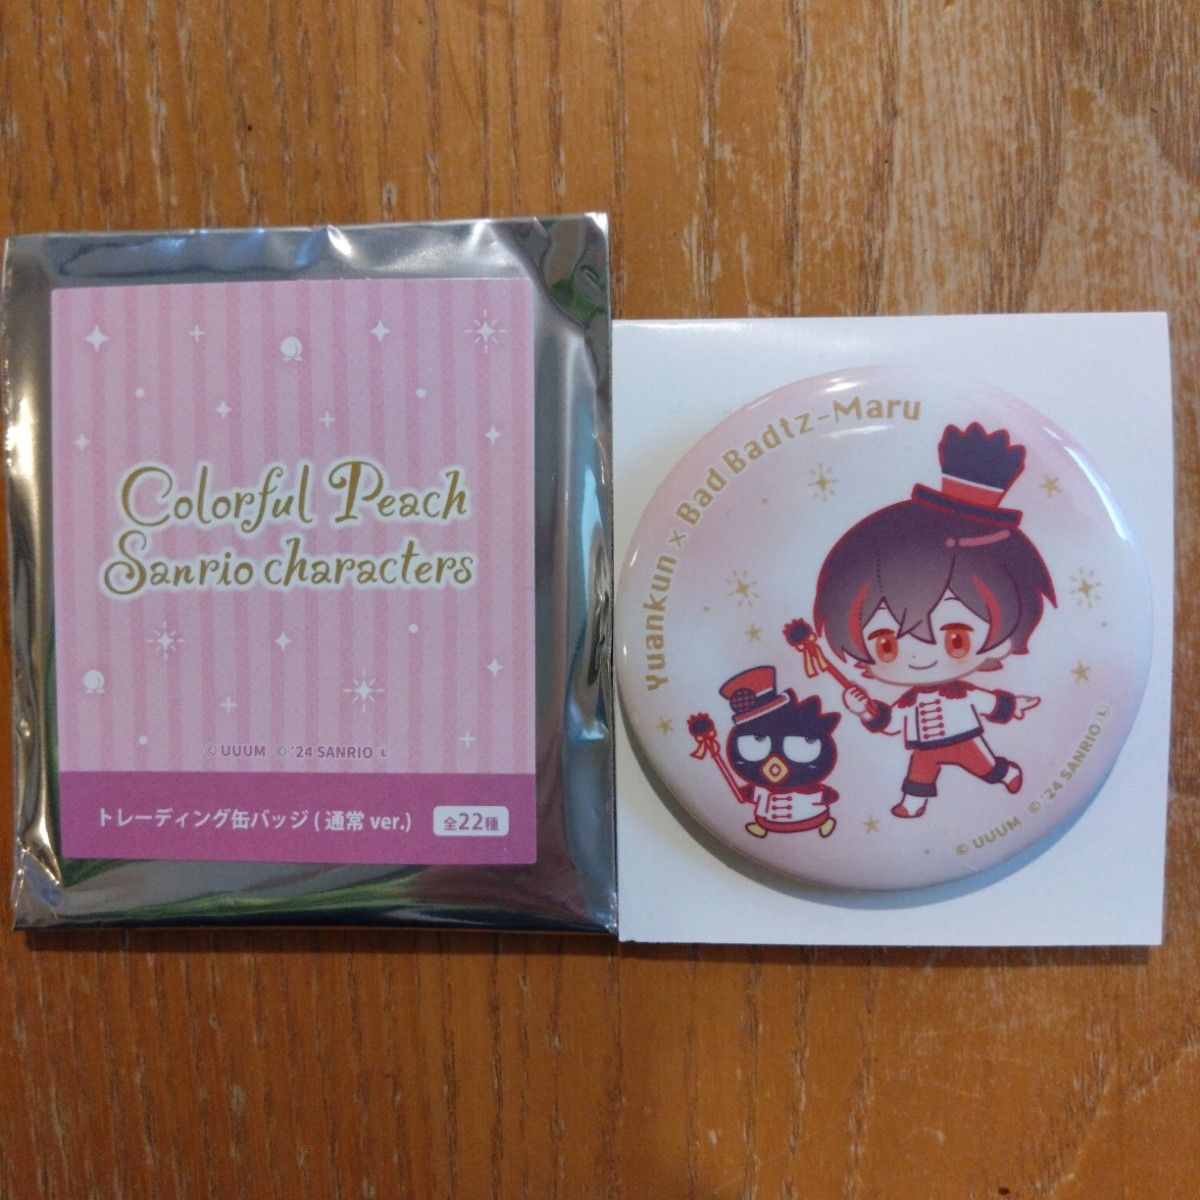 Colorful Peach
Sanrio characters
© UUUM © '24 SANRIO Ⓛ
トレーディング缶バッジ ( 通常 ver.) 全22種
Yuankun × Bad Badtz-Maru
© UUUM © '24 SANRIO Ⓛ